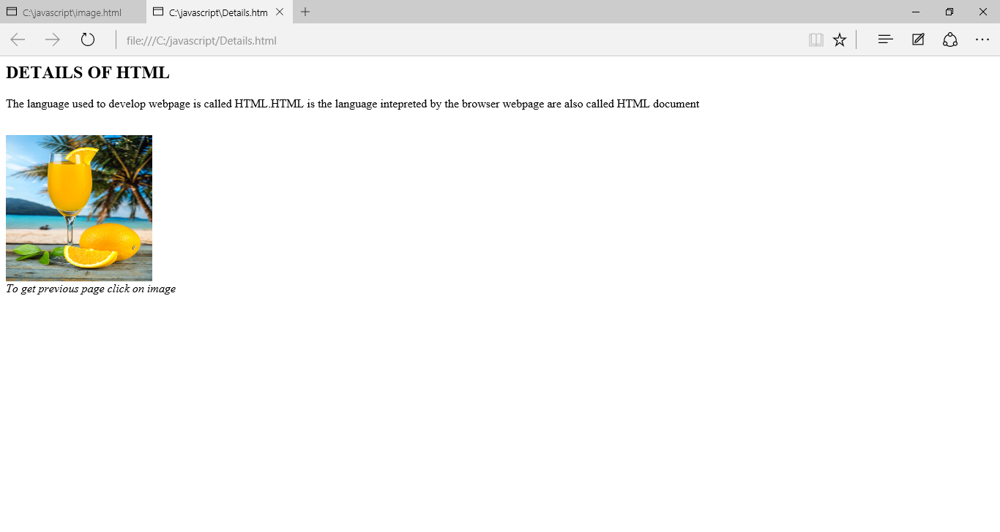 C:\javascript\image.html
C:\javascript\Details.htm
file:///C:/javascript/Details.html
DETAILS OF HTML
The language used to develop webpage is called HTML.HTML is the language intepreted by the browser webpage are also called HTML document
To get previous page click on image